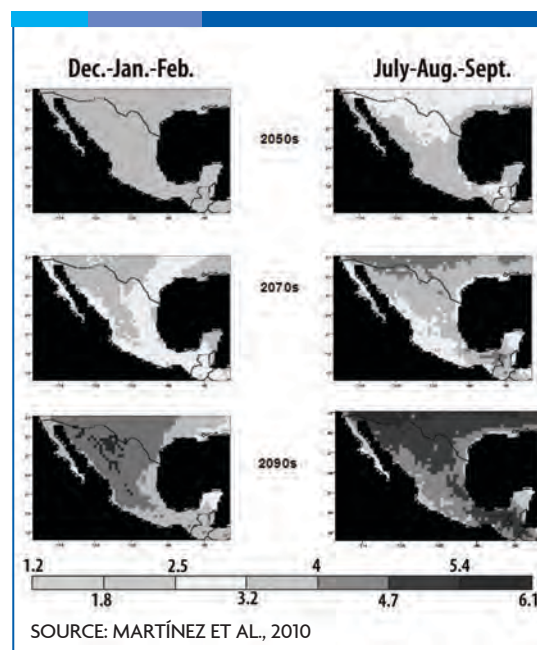 Dec.-Jan.-Feb. July-Aug.-Sept.
2050s
2070s
2090s
1.2 2.5 4 5.4
1.8 3.2 4.7 6.1
SOURCE: MARTÍNEZ ET AL., 2010